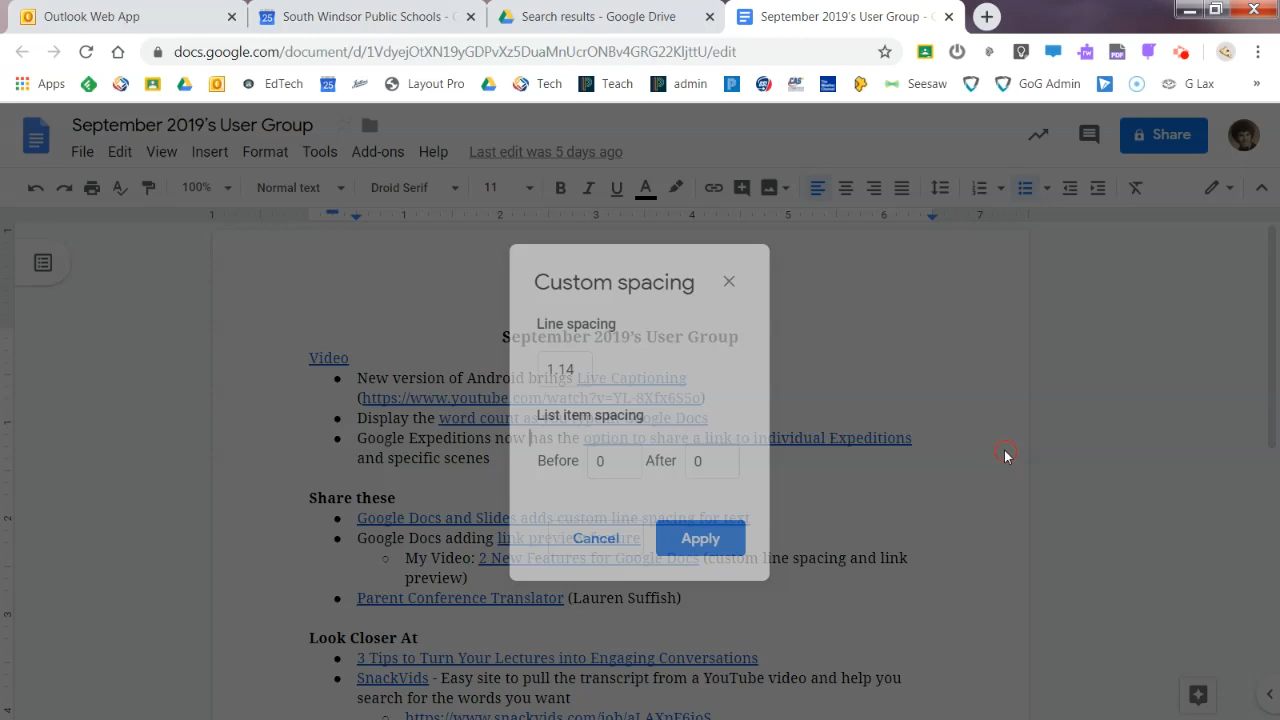 Outlook Web App
South Windsor Public Schools - C
Search results - Google Drive
September 2019's User Group -
docs.google.com/document/d/1VdyejOtXN19yGDPvXz5DuaMnUcrONBv4GRG22KljttU/edit
Apps
EdTech
Layout Pro
Tech
Teach
admin
Seesaw
GoG Admin
G Lax
»
September 2019's User Group
File Edit View Insert Format Tools Add-ons Help Last edit was 5 days ago
Share
100% Normal text Droid Serif 11 B I U A
1 1 2 3 4 5 6 7
Custom spacing
Line spacing
1.14
List item spacing
Before 0 After 0
Cancel Apply
September 2019's User Group
Video
● New version of Android brings Live Captioning
(https://www.youtube.com/watch?v=YL-8Xfx6S5o)
● Display the word count as you type in Google Docs
● Google Expeditions now has the option to share a link to individual Expeditions
and specific scenes
Share these
● Google Docs and Slides adds custom line spacing for text
● Google Docs adding link preview feature
○ My Video: 2 New Features for Google Docs (custom line spacing and link
preview)
● Parent Conference Translator (Lauren Suffish)
Look Closer At
● 3 Tips to Turn Your Lectures into Engaging Conversations
● SnackVids - Easy site to pull the transcript from a YouTube video and help you
search for the words you want